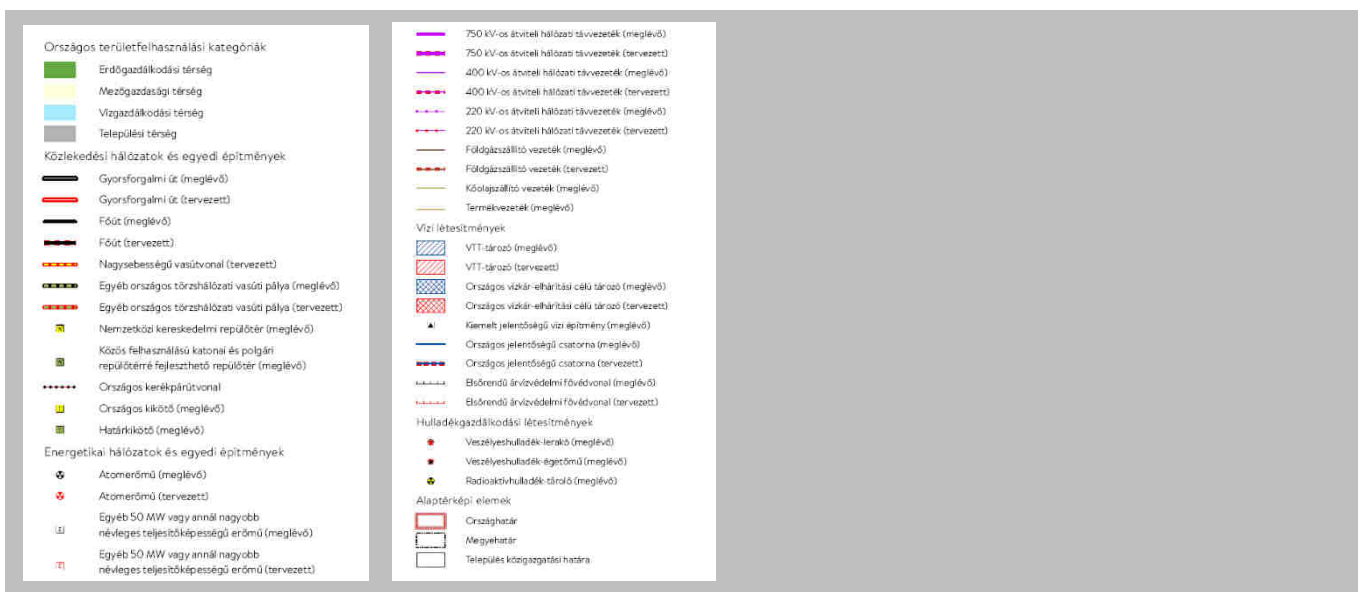 Országos területfelhasználási kategóriák
Erdőgazdálkodási térség
Mezőgazdasági térség
Vízgazdálkodási térség
Települési térség
Közlekedési hálózatok és egyedi építmények
Gyorsforgalmi út (meglévő)
Gyorsforgalmi út (tervezett)
Főút (meglévő)
Főút (tervezett)
Nagysebességű vasútvonal (tervezett)
Egyéb országos törzshálózati vasúti pálya (meglévő)
Egyéb országos törzshálózati vasúti pálya (tervezett)
Nemzetközi kereskedelmi repülőtér (meglévő)
Közös felhasználású katonai és polgári
repülőtérré fejleszthető repülőtér (meglévő)
Országos kerékpárútvonal
Országos kikötő (meglévő)
Határkikötő (meglévő)
Energetikai hálózatok és egyedi építmények
Atomerőmű (meglévő)
Atomerőmű (tervezett)
Egyéb 50 MW vagy annál nagyobb
névleges teljesítőképességű erőmű (meglévő)
Egyéb 50 MW vagy annál nagyobb
névleges teljesítőképességű erőmű (tervezett)
750 kV-os átviteli hálózati távvezeték (meglévő)
750 kV-os átviteli hálózati távvezeték (tervezett)
400 kV-os átviteli hálózati távvezeték (meglévő)
400 kV-os átviteli hálózati távvezeték (tervezett)
220 kV-os átviteli hálózati távvezeték (meglévő)
220 kV-os átviteli hálózati távvezeték (tervezett)
Földgázszállító vezeték (meglévő)
Földgázszállító vezeték (tervezett)
Kőolajszállító vezeték (meglévő)
Termékvezeték (meglévő)
Vízi létesítmények
VTT-tározó (meglévő)
VTT-tározó (tervezett)
Országos vízkár-elhárítási célú tározó (meglévő)
Országos vízkár-elhárítási célú tározó (tervezett)
Kiemelt jelentőségű vízi építmény (meglévő)
Országos jelentőségű csatorna (meglévő)
Országos jelentőségű csatorna (tervezett)
Elsőrendű árvízvédelmi fővédvonal (meglévő)
Elsőrendű árvízvédelmi fővédvonal (tervezett)
Hulladékgazdálkodási létesítmények
Veszélyeshulladék-lerakó (meglévő)
Veszélyeshulladék-égetőmű (meglévő)
Radioaktívhulladék-tároló (meglévő)
Alaptérképi elemek
Országhatár
Megyehatár
Település közigazgatási határa